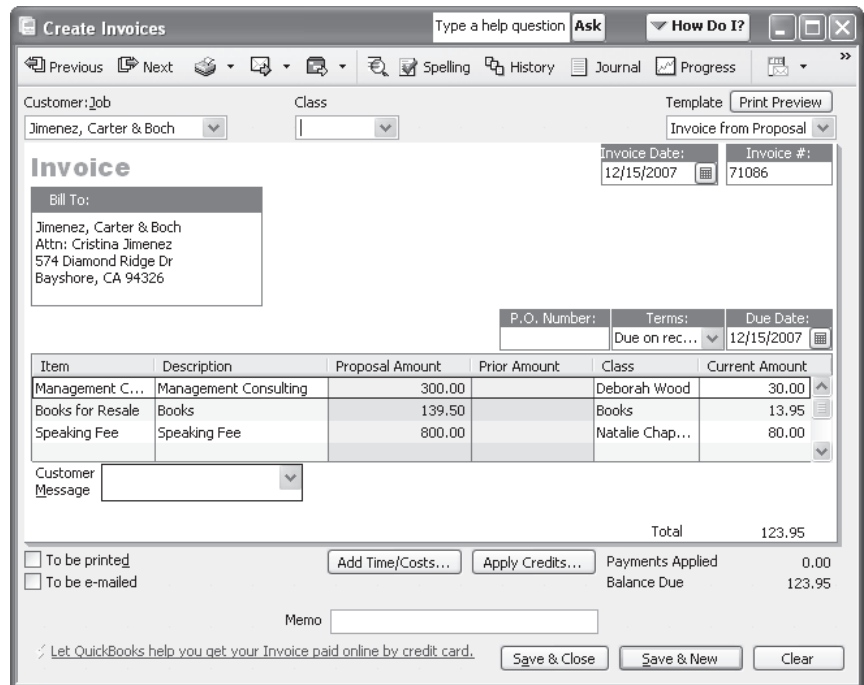 Create Invoices
Type a help question Ask
How Do I?
Previous Next Spelling History Journal Progress »
Customer:Job
Class
Template Print Preview
Jimenez, Carter & Boch
Invoice from Proposal
Invoice
Invoice Date: Invoice #:
12/15/2007 71086
Bill To:
Jimenez, Carter & Boch
Attn: Cristina Jimenez
574 Diamond Ridge Dr
Bayshore, CA 94326
P.O. Number: Terms: Due Date:
Due on rec... 12/15/2007
Item Description Proposal Amount Prior Amount Class Current Amount
Management C... Management Consulting 300.00 Deborah Wood 30.00
Books for Resale Books 139.50 Books 13.95
Speaking Fee Speaking Fee 800.00 Natalie Chap... 80.00
Customer
Message
Total 123.95
To be printed Add Time/Costs... Apply Credits... Payments Applied 0.00
To be e-mailed Balance Due 123.95
Memo
Let QuickBooks help you get your Invoice paid online by credit card. Save & Close Save & New Clear